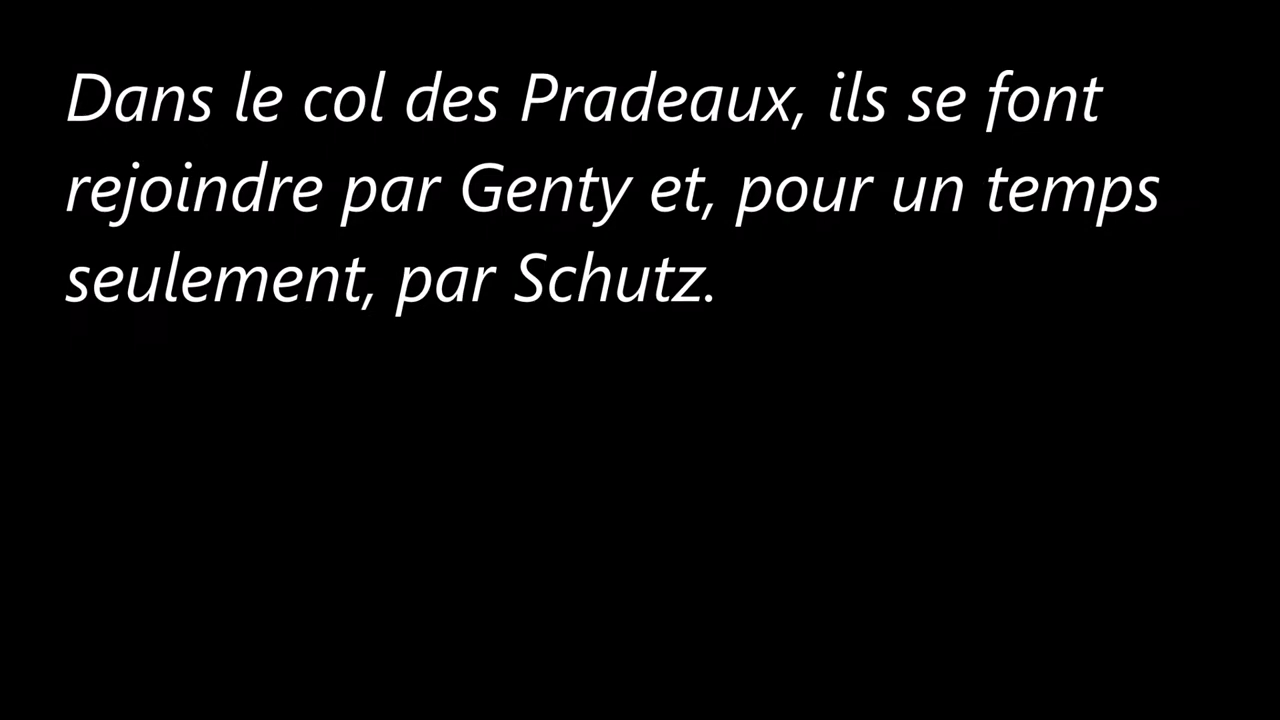 Dans le col des Pradeaux, ils se font
rejoindre par Genty et, pour un temps
seulement, par Schutz.